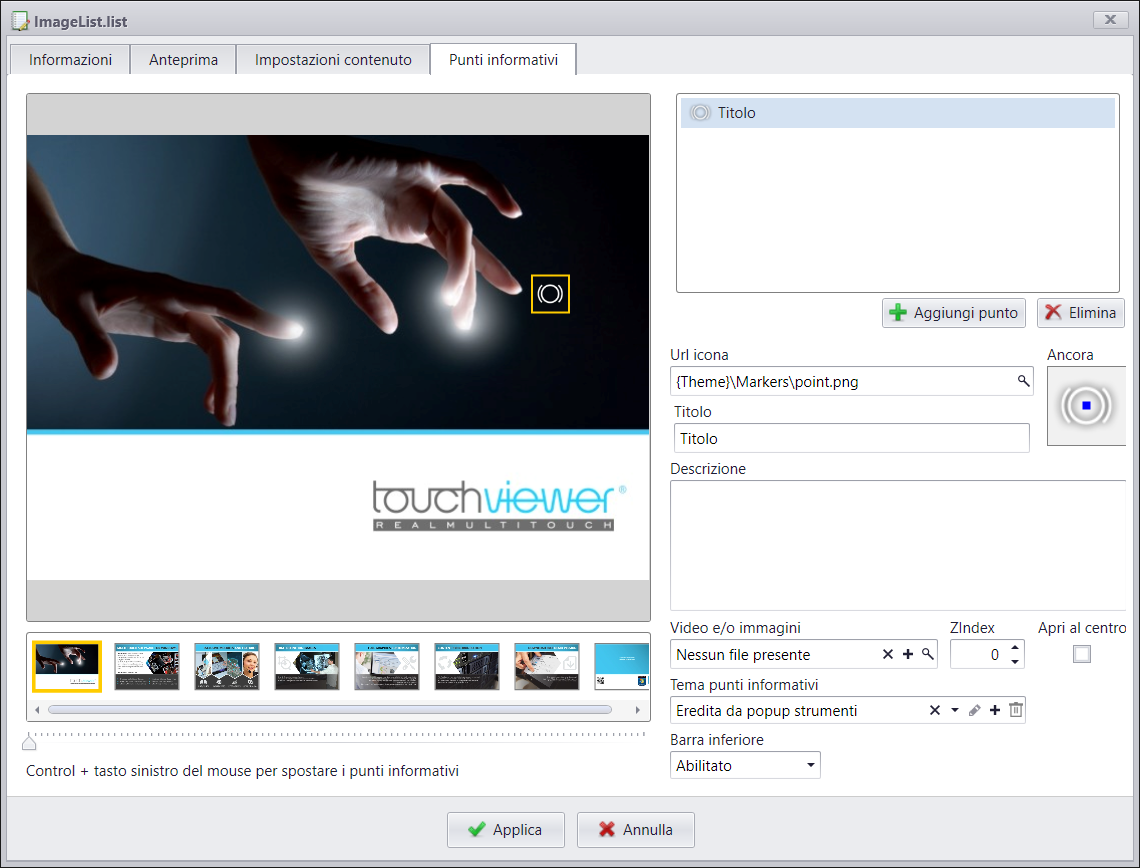 ImageList.list
Informazioni
Anteprima
Impostazioni contenuto
Punti informativi
touchviewer®
REALMULTITOUCH
Control + tasto sinistro del mouse per spostare i punti informativi
Titolo
Aggiungi punto
Elimina
Url icona
Ancora
{Theme}\Markers\point.png
Titolo
Titolo
Descrizione
Video e/o immagini
ZIndex
Apri al centro
Nessun file presente
0
Tema punti informativi
Eredita da popup strumenti
Barra inferiore
Abilitato
Applica
Annulla